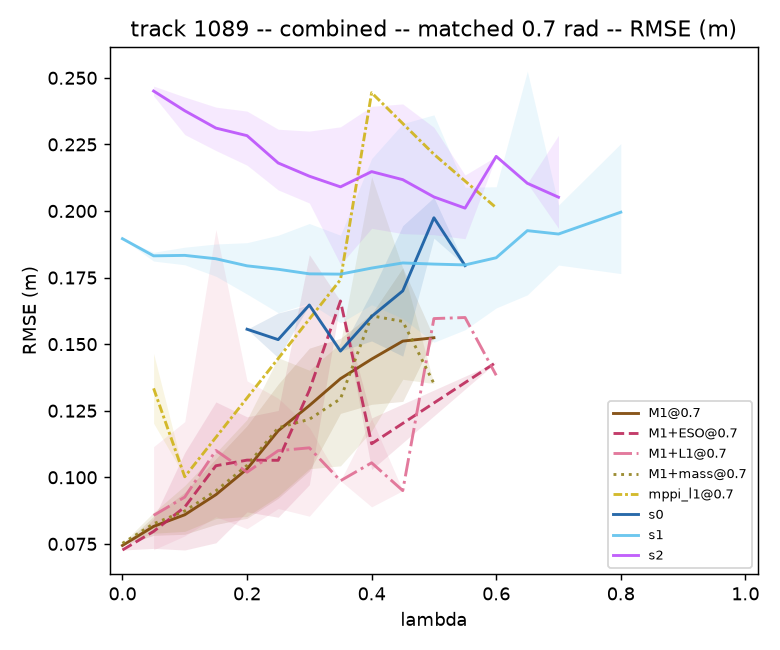 track 1089 -- combined -- matched 0.7 rad -- RMSE (m)
RMSE (m)
0.250
0.225
0.200
0.175
0.150
0.125
0.100
0.075
0.0
0.2
0.4
0.6
0.8
1.0
lambda
M1@0.7
M1+ESO@0.7
M1+L1@0.7
M1+mass@0.7
mppi_l1@0.7
s0
s1
s2